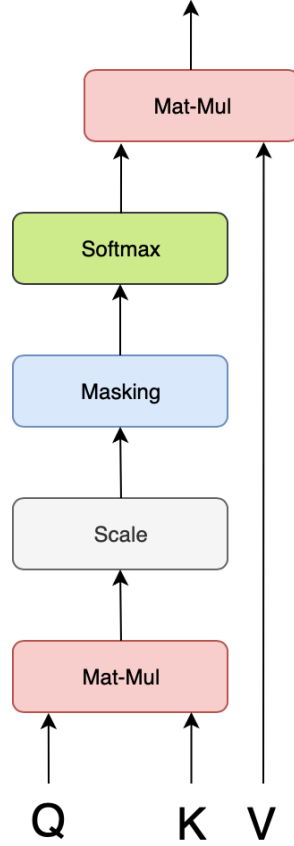 Mat-Mul
Softmax
Masking
Scale
Mat-Mul
Q K V